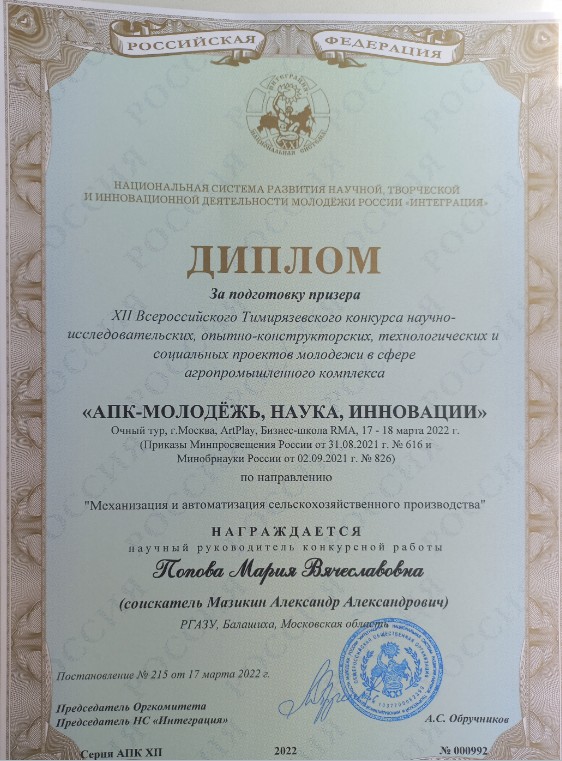 РОССИЙСКАЯ ФЕДЕРАЦИЯ
ИНТЕГРАЦИЯ
XXI
НАЦИОНАЛЬНАЯ СИСТЕМА РАЗВИТИЯ НАУЧНОЙ, ТВОРЧЕСКОЙ
И ИННОВАЦИОННОЙ ДЕЯТЕЛЬНОСТИ МОЛОДЁЖИ РОССИИ «ИНТЕГРАЦИЯ»
ДИПЛОМ
За подготовку призера
XII Всероссийского Тимирязевского конкурса научно-
исследовательских, опытно-конструкторских, технологических и
социальных проектов молодежи в сфере
агропромышленного комплекса
«АПК-МОЛОДЁЖЬ, НАУКА, ИННОВАЦИИ»
Очный тур, г.Москва, ArtPlay, Бизнес-школа RMA, 17 - 18 марта 2022 г.
(Приказы Минпросвещения России от 31.08.2021 г. № 616 и
Минобрнауки России от 02.09.2021 г. № 826)
по направлению
"Механизация и автоматизация сельскохозяйственного производства"
НАГРАЖДАЕТСЯ
научный руководитель конкурсной работы
Попова Мария Вячеславовна
(соискатель Мазикин Александр Александрович)
РГАЗУ, Балашиха, Московская область
Постановление № 215 от 17 марта 2022 г.
Председатель Оргкомитета
Председатель НС «Интеграция»
А.С. Обручников
Серия АПК XII 2022 № 000992